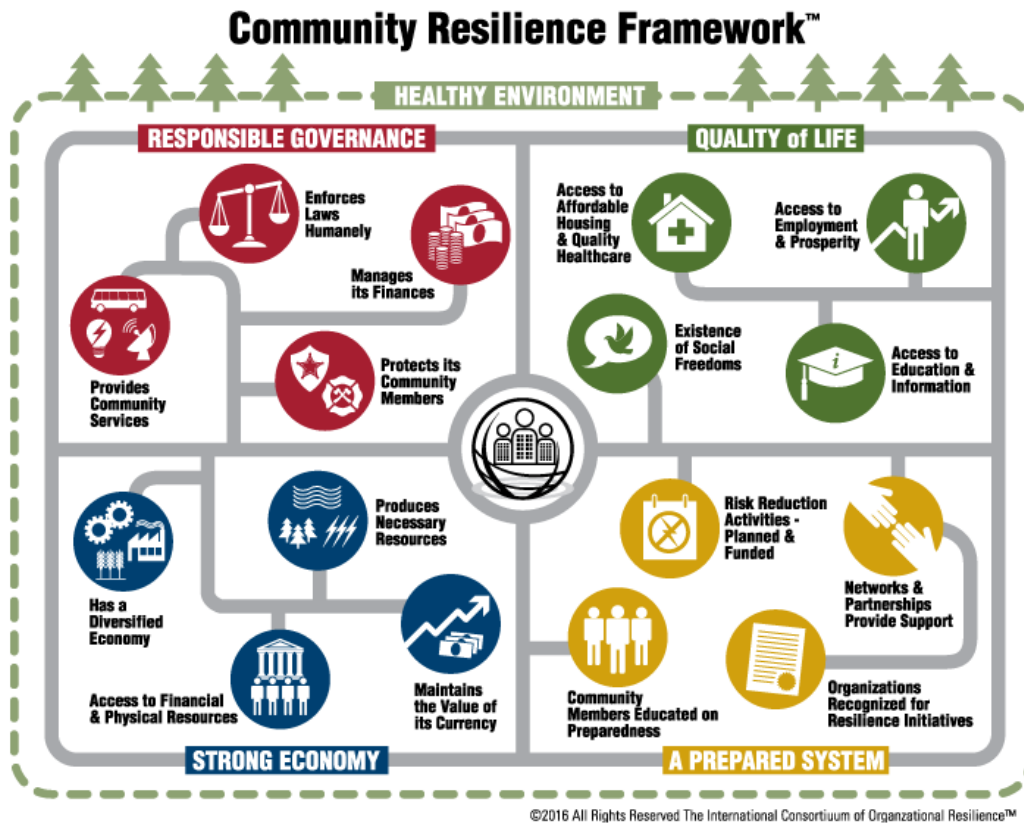 Community Resilience Framework™
HEALTHY ENVIRONMENT
RESPONSIBLE GOVERNANCE
Enforces
Laws
Humanely
Manages
its Finances
Provides
Community
Services
Protects its
Community
Members
QUALITY of LIFE
Access to
Affordable
Housing
& Quality
Healthcare
Access to
Employment
& Prosperity
Existence
of Social
Freedoms
i
Access to
Education &
Information
Has a
Diversified
Economy
Produces
Necessary
Resources
Access to Financial
& Physical Resources
Maintains
the Value of
its Currency
STRONG ECONOMY
Risk Reduction
Activities -
Planned &
Funded
Networks &
Partnerships
Provide Support
Community
Members Educated on
Preparedness
Organizations
Recognized for
Resilience Initiatives
A PREPARED SYSTEM
©2016 All Rights Reserved The International Consortiuum of Organzational Resilience™